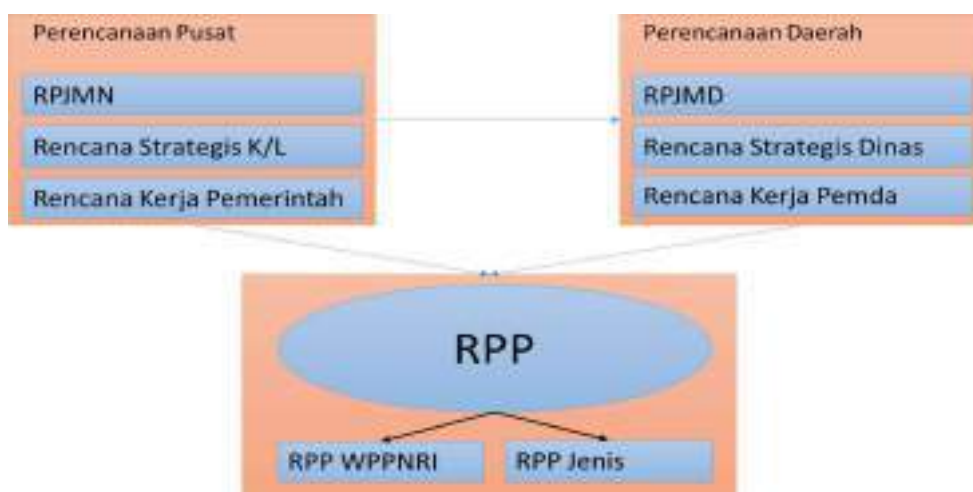 Perencanaan Pusat
RPJMN
Rencana Strategis K/L
Rencana Kerja Pemerintah
Perencanaan Daerah
RPJMD
Rencana Strategis Dinas
Rencana Kerja Pemda
RPP
RPP WPPNRI
RPP Jenis